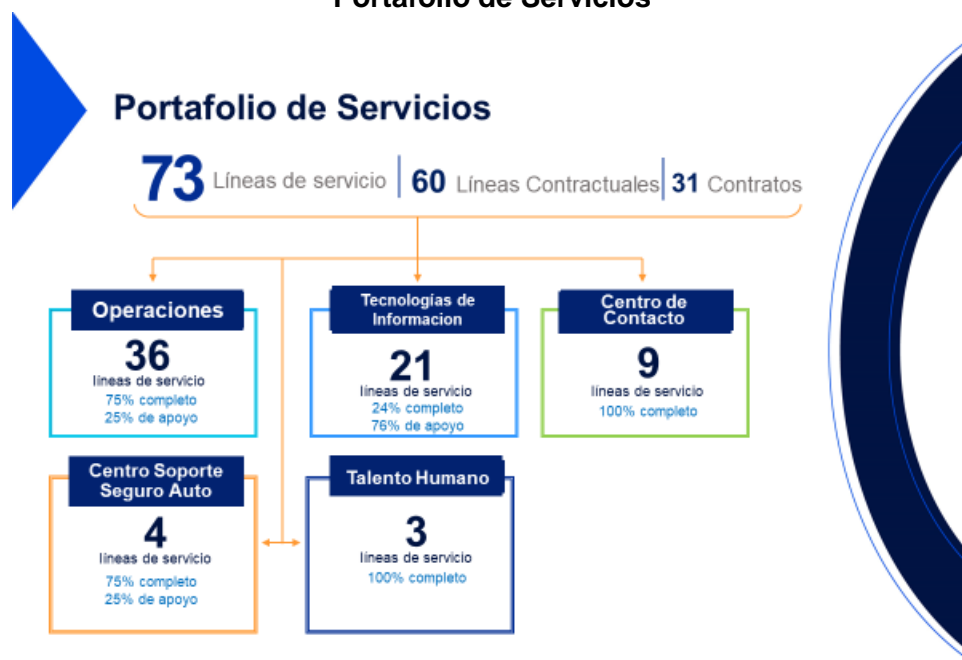 Portafolio de Servicios
Portafolio de Servicios
73 Líneas de servicio 60 Líneas Contractuales 31 Contratos
Operaciones
36
líneas de servicio
75% completo
25% de apoyo
Tecnologías de
Informacion
21
líneas de servicio
24% completo
76% de apoyo
Centro de
Contacto
9
líneas de servicio
100% completo
Centro Soporte
Seguro Auto
4
líneas de servicio
75% completo
25% de apoyo
Talento Humano
3
líneas de servicio
100% completo